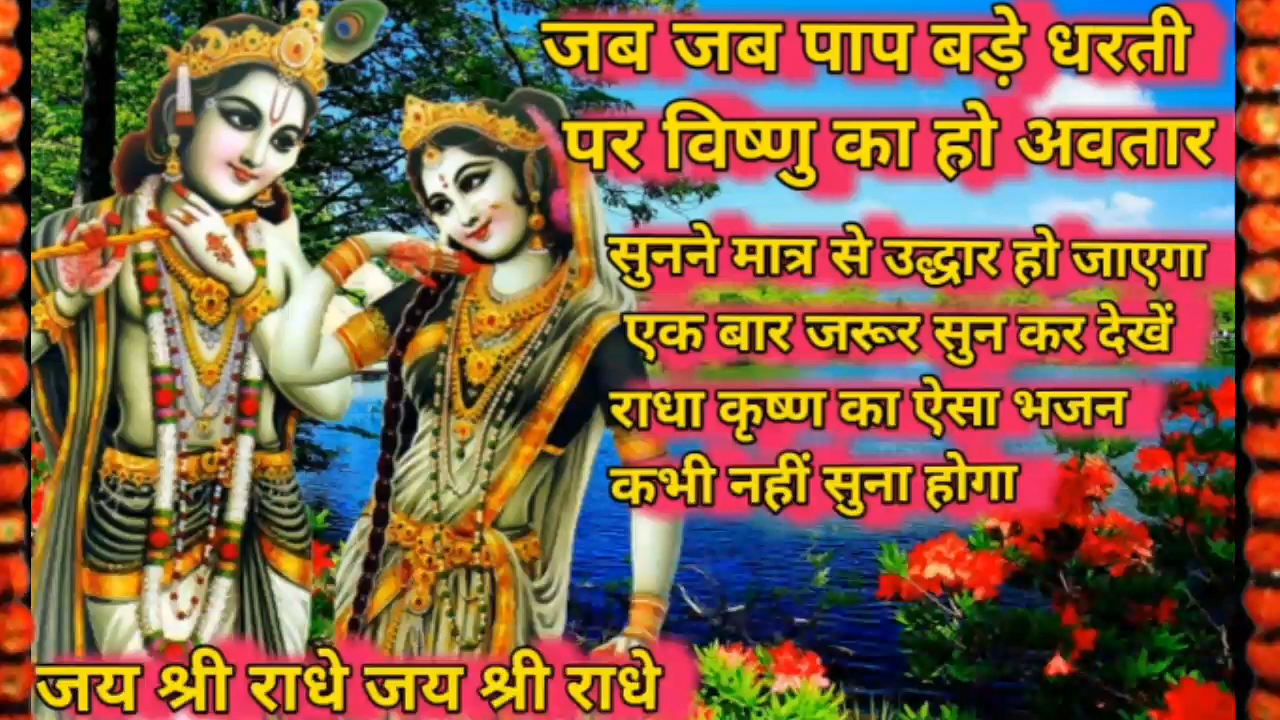 जब जब पाप बड़े धरती
पर विष्णु का हो अवतार
सुनने मात्र से उद्धार हो जाएगा
एक बार जरूर सुन कर देखें
राधा कृष्ण का ऐसा भजन
कभी नहीं सुना होगा
जय श्री राधे जय श्री राधे